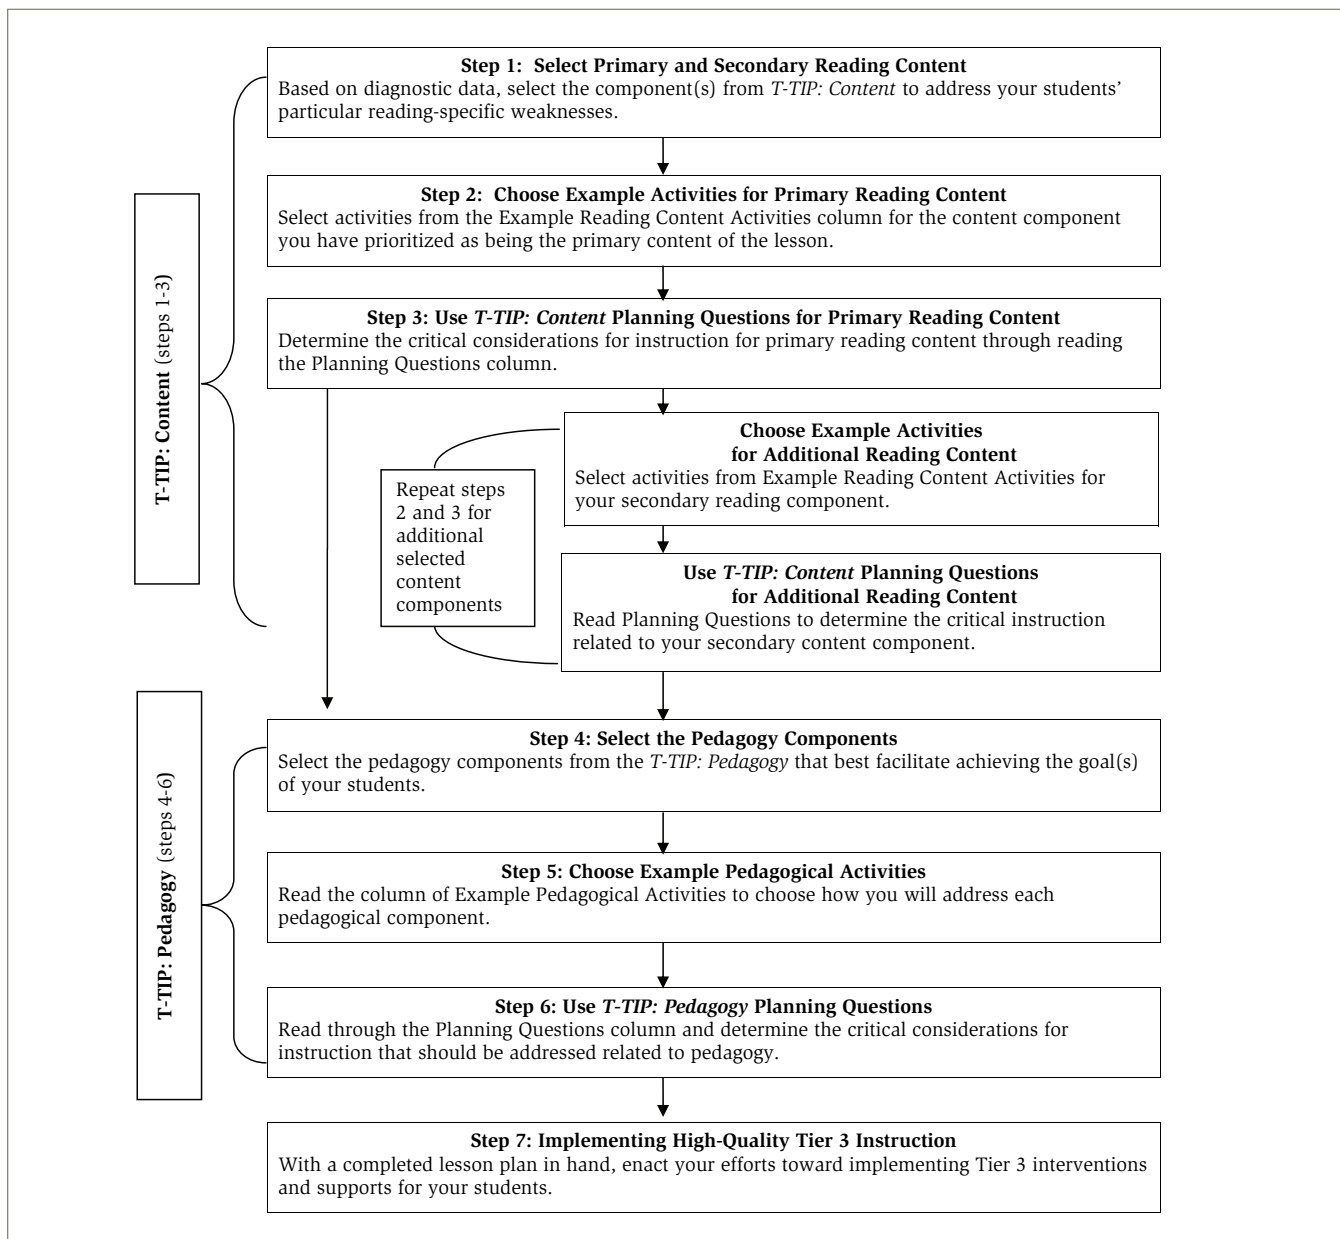 Step 1:  Select Primary and Secondary Reading Content
Based on diagnostic data, select the component(s) from T-TIP: Content to address your students’
particular reading-specific weaknesses.
Step 2:  Choose Example Activities for Primary Reading Content
Select activities from the Example Reading Content Activities column for the content component
you have prioritized as being the primary content of the lesson.
T-TIP: Content (steps 1-3)
Step 3: Use T-TIP: Content Planning Questions for Primary Reading Content
Determine the critical considerations for instruction for primary reading content through reading
the Planning Questions column.
Choose Example Activities
for Additional Reading Content
Select activities from Example Reading Content Activities for
your secondary reading component.
Repeat steps
2 and 3 for
additional
selected
content
components
Use T-TIP: Content Planning Questions
for Additional Reading Content
Read Planning Questions to determine the critical instruction
related to your secondary content component.
T-TIP: Pedagogy (steps 4-6)
Step 4: Select the Pedagogy Components
Select the pedagogy components from the T-TIP: Pedagogy that best facilitate achieving the goal(s)
of your students.
Step 5: Choose Example Pedagogical Activities
Read the column of Example Pedagogical Activities to choose how you will address each
pedagogical component.
Step 6: Use T-TIP: Pedagogy Planning Questions
Read through the Planning Questions column and determine the critical considerations for
instruction that should be addressed related to pedagogy.
Step 7: Implementing High-Quality Tier 3 Instruction
With a completed lesson plan in hand, enact your efforts toward implementing Tier 3 interventions
and supports for your students.